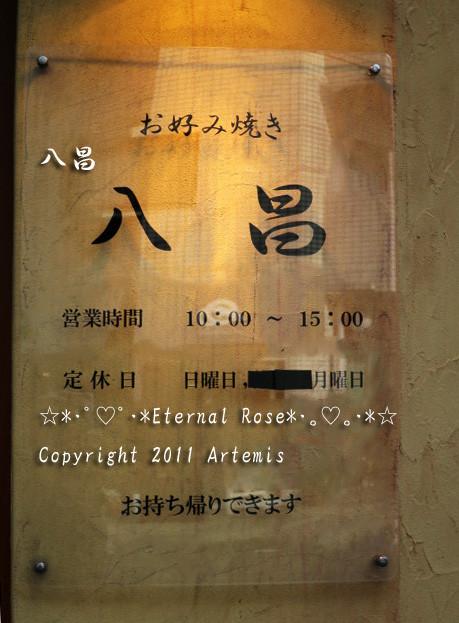 お好み焼き
八昌
八 昌
営業時間 10：00 ～ 15：00
定休日 日曜日, 月曜日
☆*･ﾟ♡ﾟ･*Eternal Rose*･｡♡｡･*☆
Copyright 2011 Artemis
お持ち帰りできます